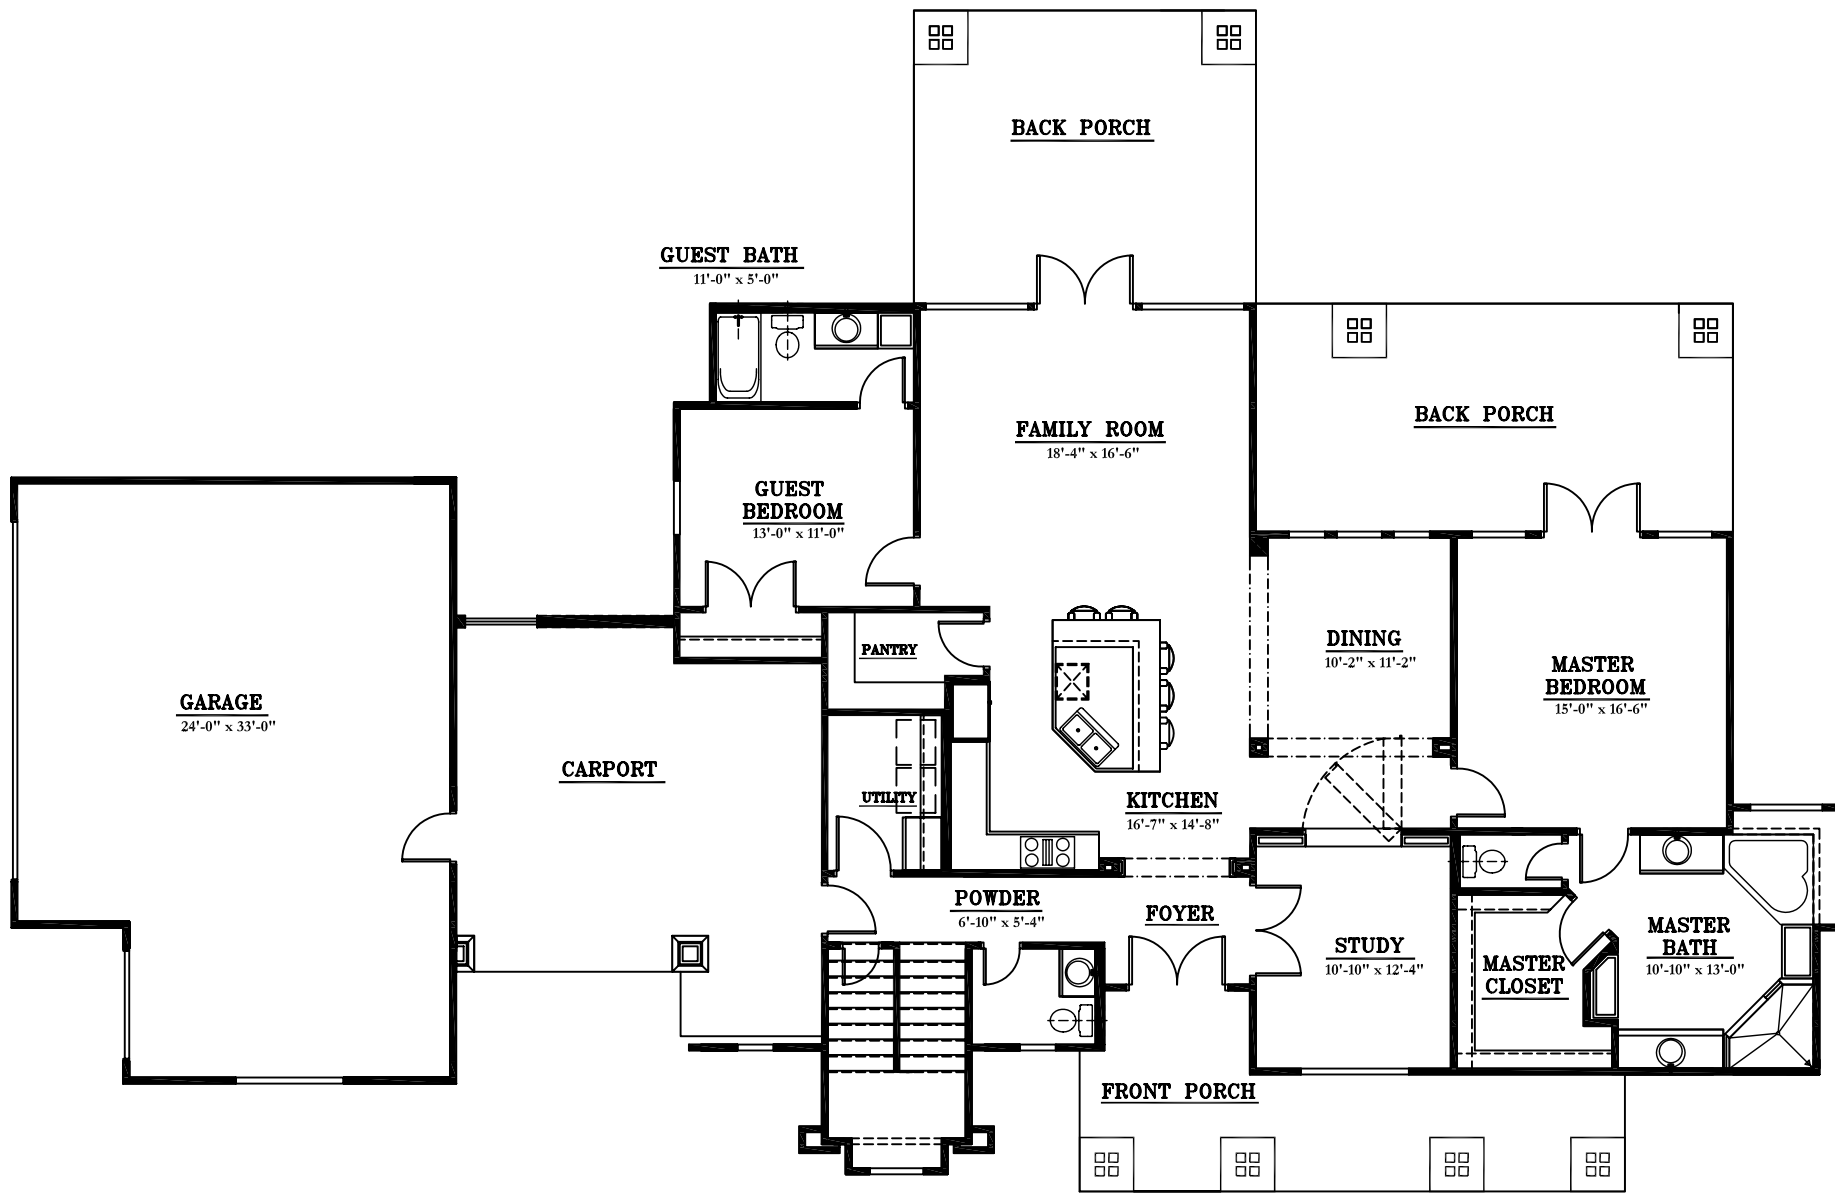 BACK PORCH
GUEST BATH
11'-0" x 5'-0"
FAMILY ROOM
18'-4" x 16'-6"
BACK PORCH
GUEST
BEDROOM
13'-0" x 11'-0"
PANTRY
DINING
10'-2" x 11'-2"
MASTER
BEDROOM
15'-0" x 16'-6"
GARAGE
24'-0" x 33'-0"
CARPORT
UTILITY
KITCHEN
16'-7" x 14'-8"
POWDER
6'-10" x 5'-4"
FOYER
STUDY
10'-10" x 12'-4"
MASTER
CLOSET
MASTER
BATH
10'-10" x 13'-0"
FRONT PORCH